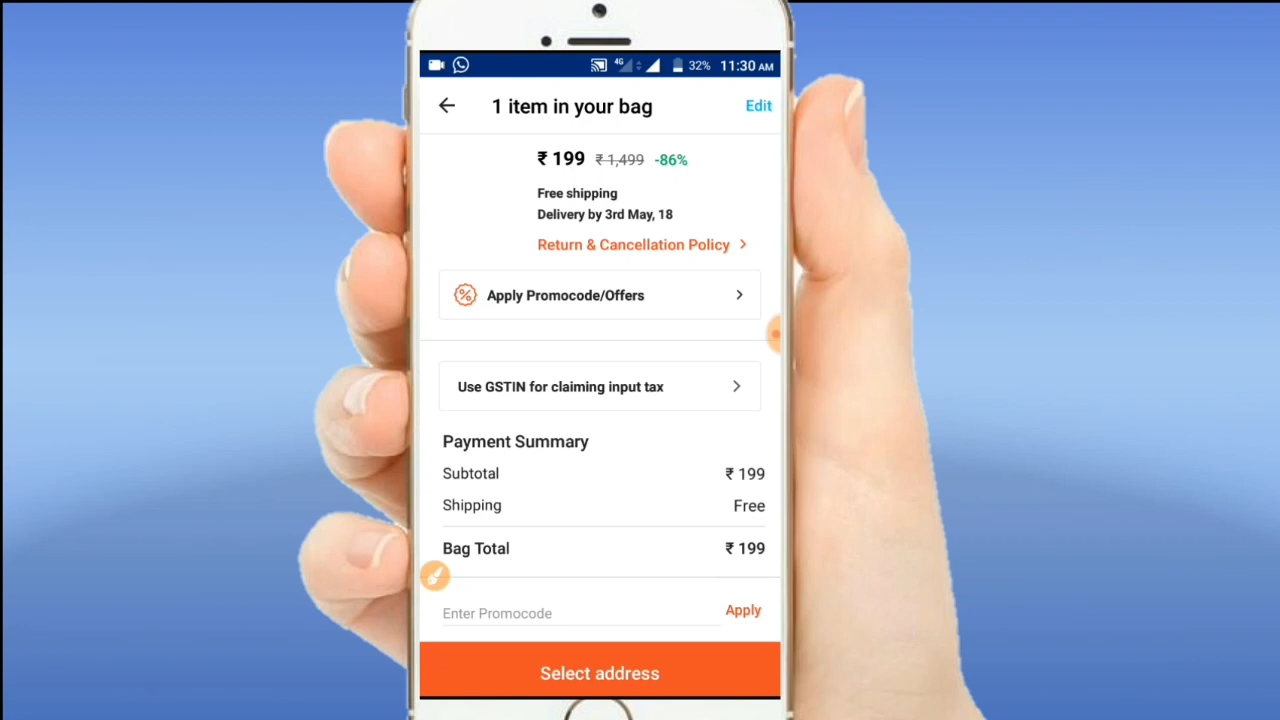 4G 32% 11:30 AM
1 item in your bag Edit
₹ 199 ₹ 1,499 -86%
Free shipping
Delivery by 3rd May, 18
Return & Cancellation Policy
Apply Promocode/Offers
Use GSTIN for claiming input tax
Payment Summary
Subtotal ₹ 199
Shipping Free
Bag Total ₹ 199
Enter Promocode Apply
Select address